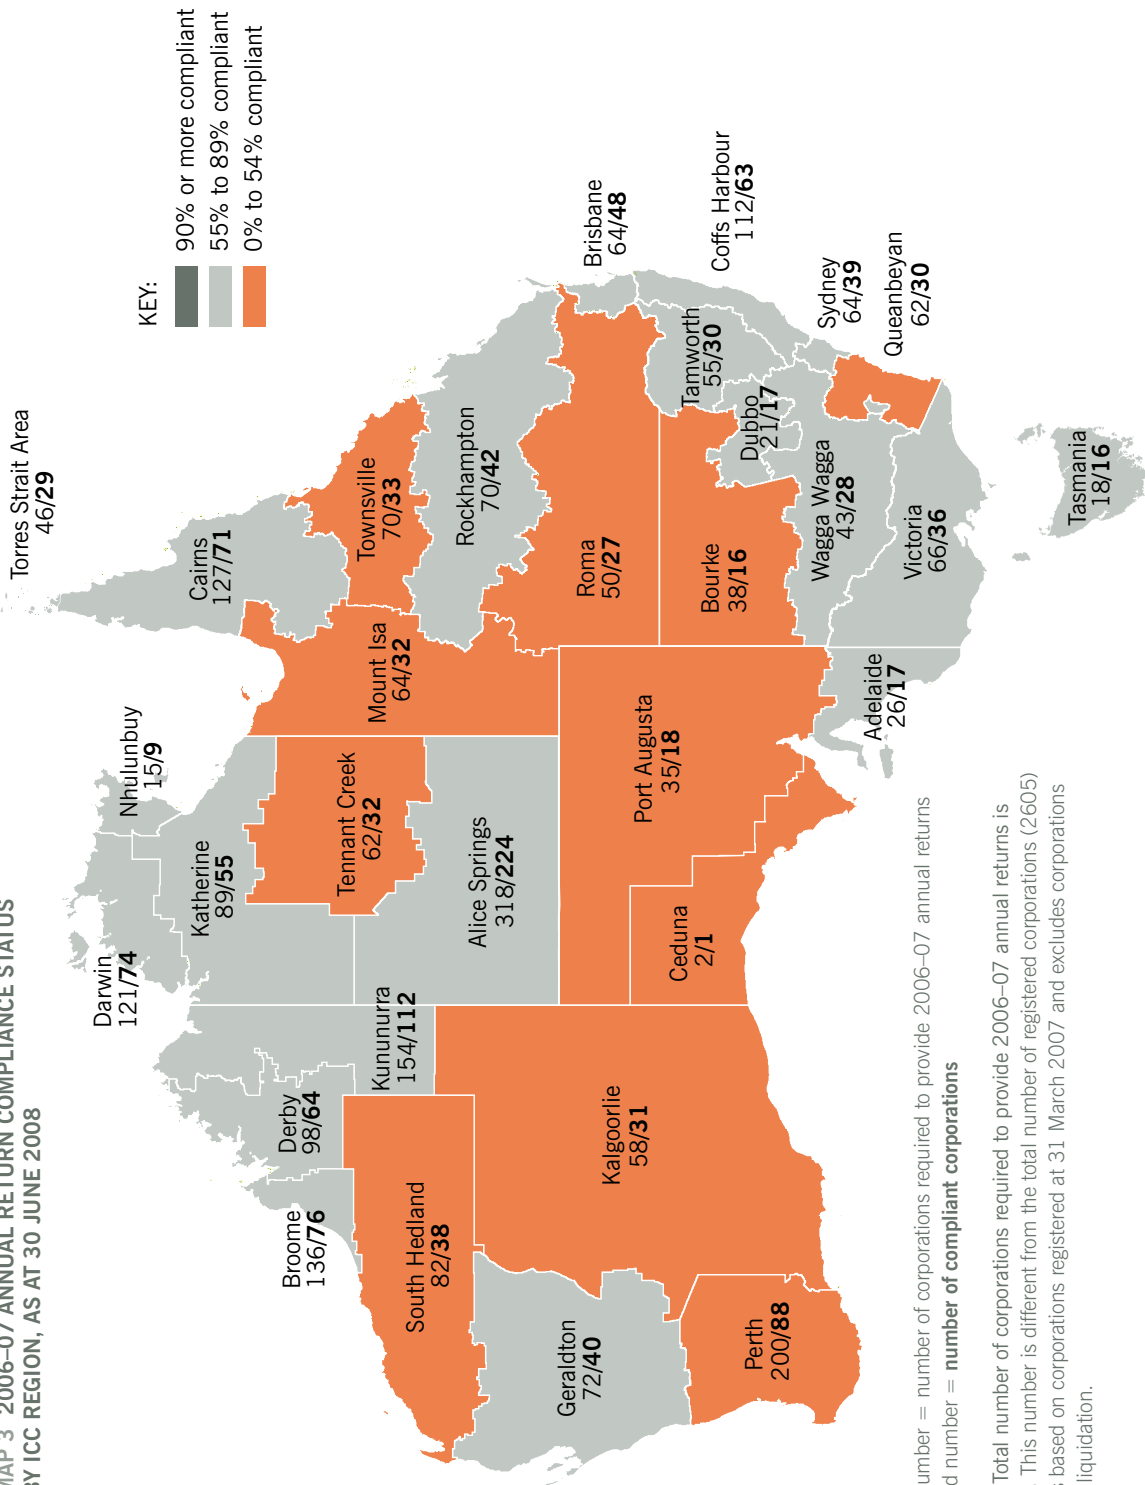 MAP 3 2006–07 ANNUAL RETURN COMPLIANCE STATUS
BY ICC REGION, AS AT 30 JUNE 2008
KEY:
90% or more compliant
55% to 89% compliant
0% to 54% compliant
Torres Strait Area
46/29
Darwin
121/74
Nhulunbuy
15/9
Katherine
89/55
Cairns
127/71
Broome
136/76
Derby
98/64
Kununurra
154/112
Tennant Creek
62/32
Mount Isa
64/32
Townsville
70/33
South Hedland
82/38
Alice Springs
318/224
Rockhampton
70/42
Geraldton
72/40
Kalgoorlie
58/31
Roma
50/27
Brisbane
64/48
Port Augusta
35/18
Ceduna
2/1
Bourke
38/16
Tamworth
55/30
Coffs Harbour
112/63
Perth
200/88
Dubbo
21/17
Wagga Wagga
43/28
Sydney
64/39
Queanbeyan
62/30
Adelaide
26/17
Victoria
66/36
Tasmania
18/16
= number of corporations required to provide 2006–07 annual returns
number = number of compliant corporations
Total number of corporations required to provide 2006–07 annual returns is
This number is different from the total number of registered corporations (2605)
based on corporations registered at 31 March 2007 and excludes corporations
liquidation.